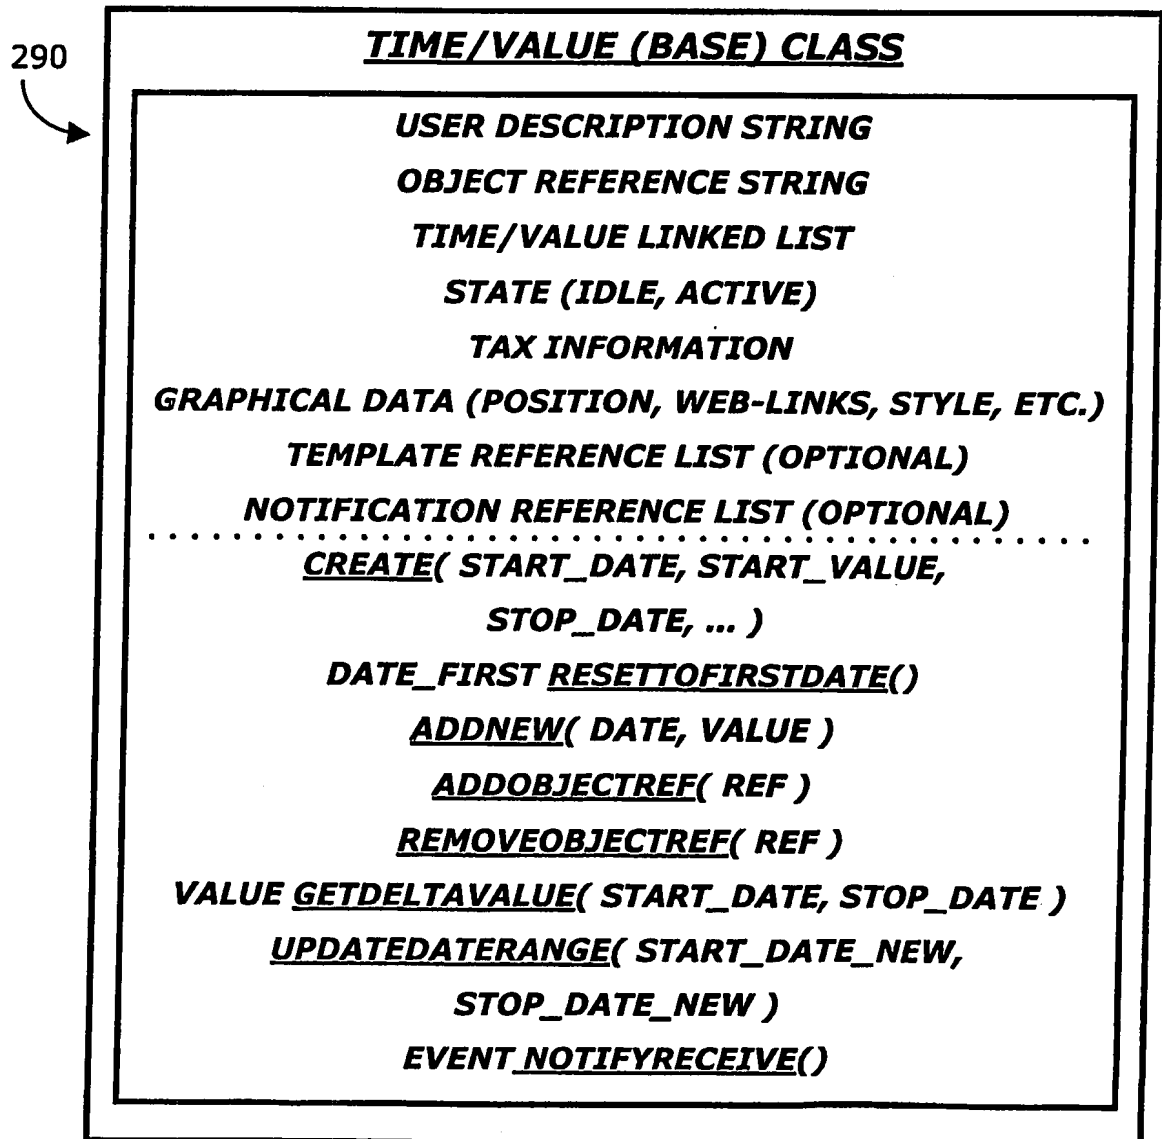 290
TIME/VALUE (BASE) CLASS
USER DESCRIPTION STRING
OBJECT REFERENCE STRING
TIME/VALUE LINKED LIST
STATE (IDLE, ACTIVE)
TAX INFORMATION
GRAPHICAL DATA (POSITION, WEB-LINKS, STYLE, ETC.)
TEMPLATE REFERENCE LIST (OPTIONAL)
NOTIFICATION REFERENCE LIST (OPTIONAL)
CREATE( START_DATE, START_VALUE,
STOP_DATE, ... )
DATE_FIRST RESETTOFIRSTDATE()
ADDNEW( DATE, VALUE )
ADDOBJECTREF( REF )
REMOVEOBJECTREF( REF )
VALUE GETDELTAVALUE( START_DATE, STOP_DATE )
UPDATEDATERANGE( START_DATE_NEW,
STOP_DATE_NEW )
EVENT NOTIFYRECEIVE()